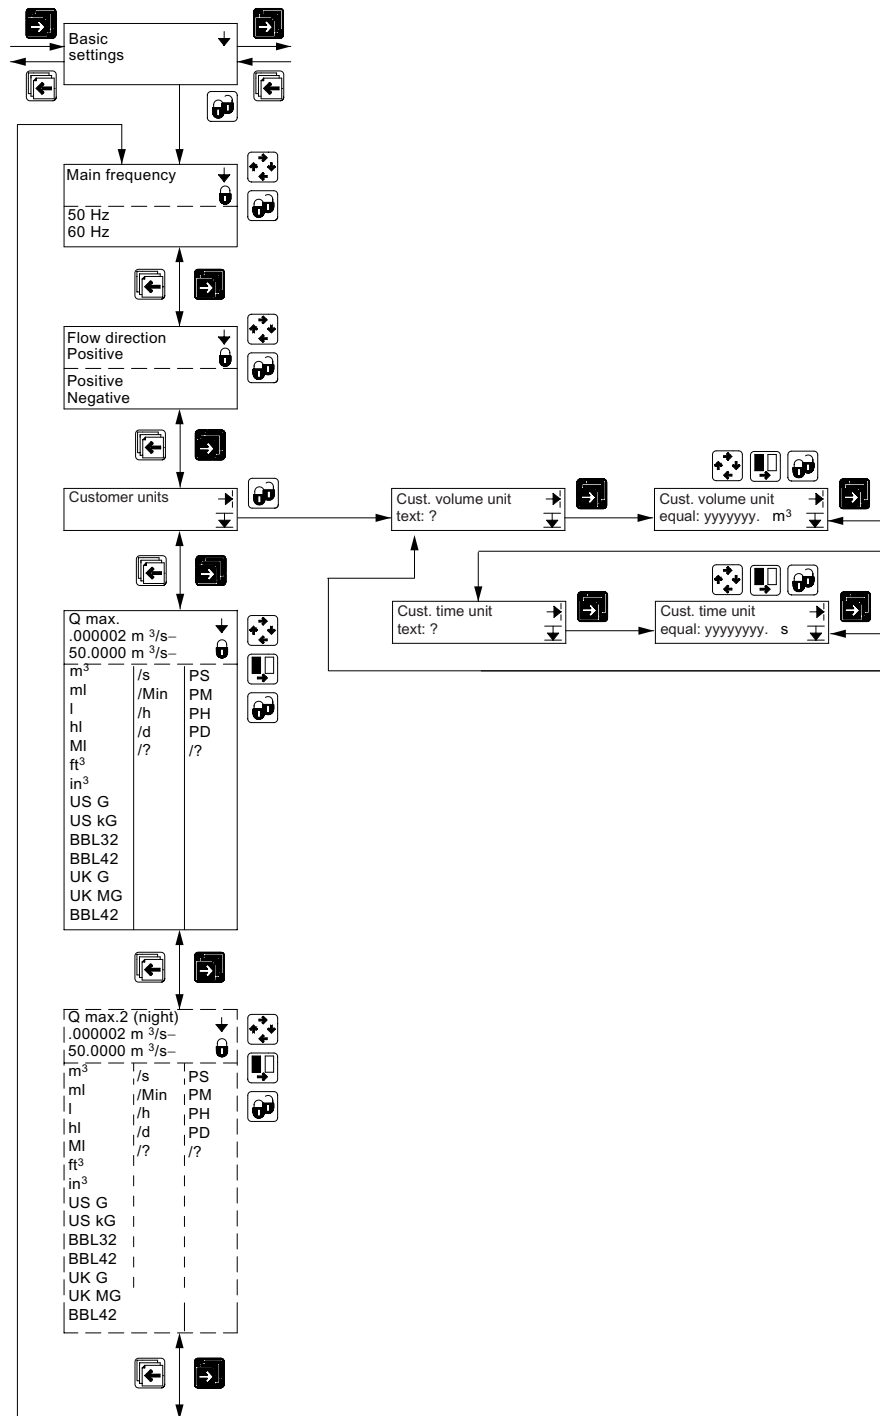 Basic
settings
Main frequency
50 Hz
60 Hz
Flow direction
Positive
Positive
Negative
Customer units
Cust. volume unit
text: ?
Cust. volume unit
equal: yyyyyyy. m³
Cust. time unit
text: ?
Cust. time unit
equal: yyyyyyyy. s
Q max.
.000002 m ³/s–
50.0000 m ³/s–
m³ /s PS
ml /Min PM
l /h PH
hl /d PD
Ml /? /?
ft³
in³
US G
US kG
BBL32
BBL42
UK G
UK MG
BBL42
Q max.2 (night)
.000002 m ³/s–
50.0000 m ³/s–
m³ /s PS
ml /Min PM
l /h PH
hl /d PD
Ml /? /?
ft³
in³
US G
US kG
BBL32
BBL42
UK G
UK MG
BBL42